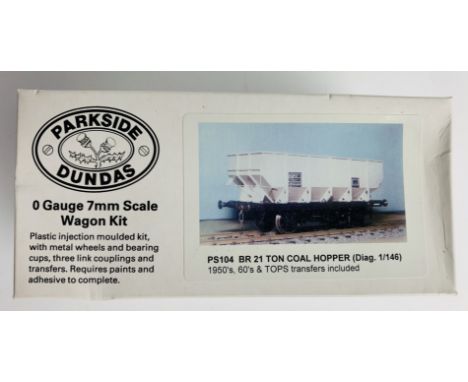 PARKSIDE
DUNDAS
0 Gauge 7mm Scale
Wagon Kit
Plastic injection moulded kit,
with metal wheels and bearing
cups, three link couplings and
transfers. Requires paints and
adhesive to complete.
PS104 BR 21 TON COAL HOPPER (Diag. 1/146)
1950's, 60's & TOPS transfers included